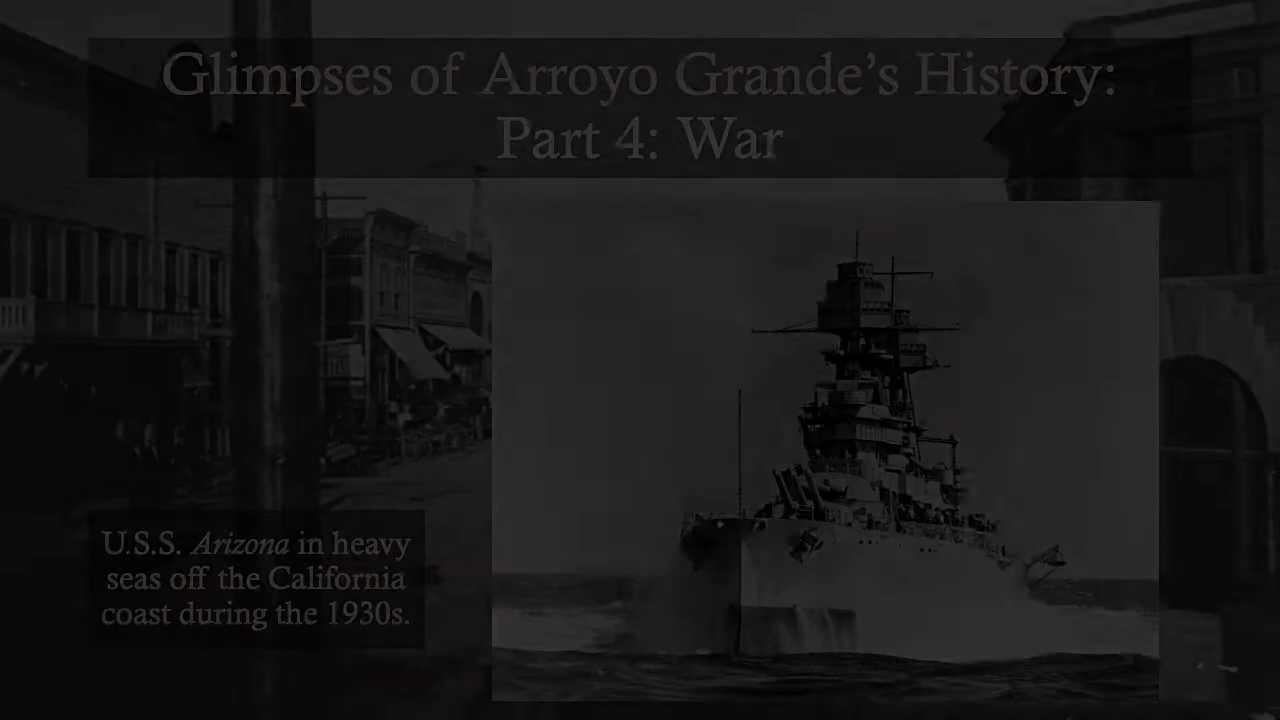 Glimpses of Arroyo Grande’s History:
Part 4: War
U.S.S. Arizona in heavy
seas off the California
coast during the 1930s.